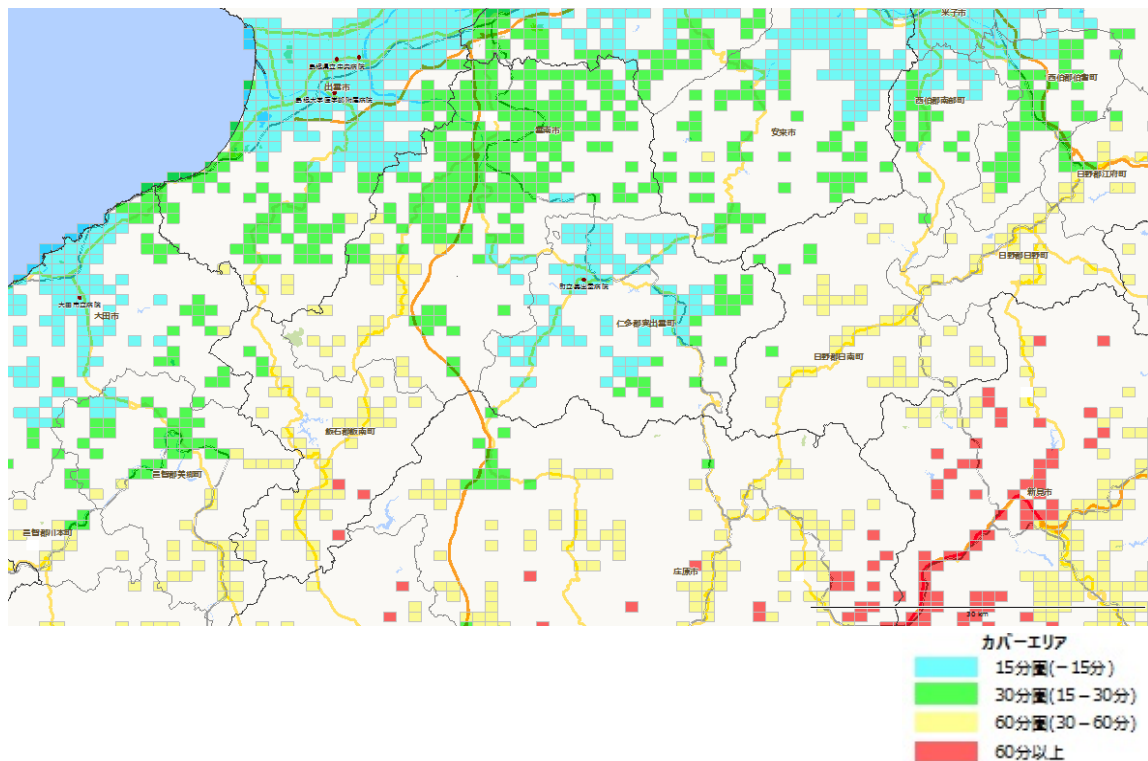 米子市
島根県立中央病院
出雲市
島根大学医学部附属病院
西伯郡伯耆町
西伯郡南部町
雲南市
安来市
日野郡江府町
日野郡日野町
町立奥出雲病院
大田市立病院
大田市
仁多郡奥出雲町
日野郡日南町
飯石郡飯南町
邑智郡美郷町
新見市
邑智郡川本町
庄原市
カバーエリア
15分圏(－15分)
30分圏(15－30分)
60分圏(30－60分)
60分以上